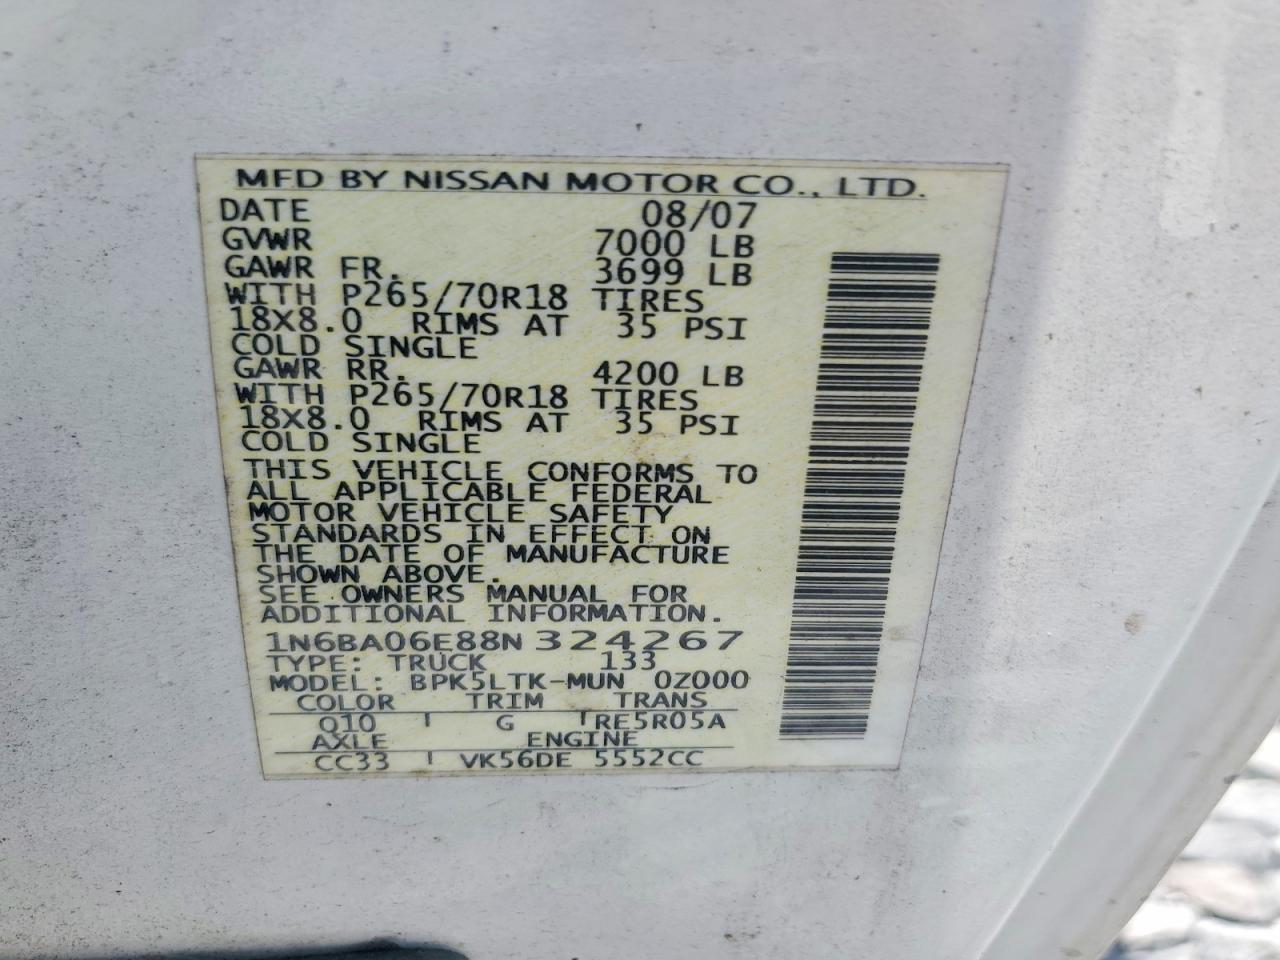 MFD BY NISSAN MOTOR CO., LTD.
DATE 08/07
GVWR 7000 LB
GAWR FR. 3699 LB
WITH P265/70R18 TIRES
18X8.0 RIMS AT 35 PSI
COLD SINGLE
GAWR RR. 4200 LB
WITH P265/70R18 TIRES
18X8.0 RIMS AT 35 PSI
COLD SINGLE
THIS VEHICLE CONFORMS TO
ALL APPLICABLE FEDERAL
MOTOR VEHICLE SAFETY
STANDARDS IN EFFECT ON
THE DATE OF MANUFACTURE
SHOWN ABOVE.
SEE OWNERS MANUAL FOR
ADDITIONAL INFORMATION.
1N6BA06E88N324267
TYPE: TRUCK 133
MODEL: BPK5LTK-MUN 0Z000
COLOR TRIM TRANS
Q10 G RE5R05A
AXLE ENGINE
CC33 VK56DE 5552CC